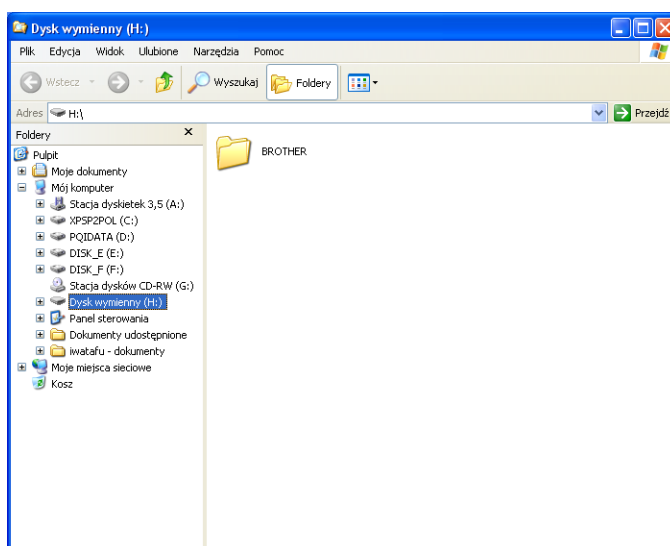 Dysk wymienny (H:)
Plik Edycja Widok Ulubione Narzędzia Pomoc
Wstecz Wyszukaj Foldery
Adres H:\ Przejdź
Foldery x
Pulpit
Moje dokumenty
Mój komputer
Stacja dyskietek 3,5 (A:)
XPSP2POL (C:)
PQIDATA (D:)
DISK_E (E:)
DISK_F (F:)
Stacja dysków CD-RW (G:)
Dysk wymienny (H:)
Panel sterowania
Dokumenty udostępnione
iwatafu - dokumenty
Moje miejsca sieciowe
Kosz
BROTHER